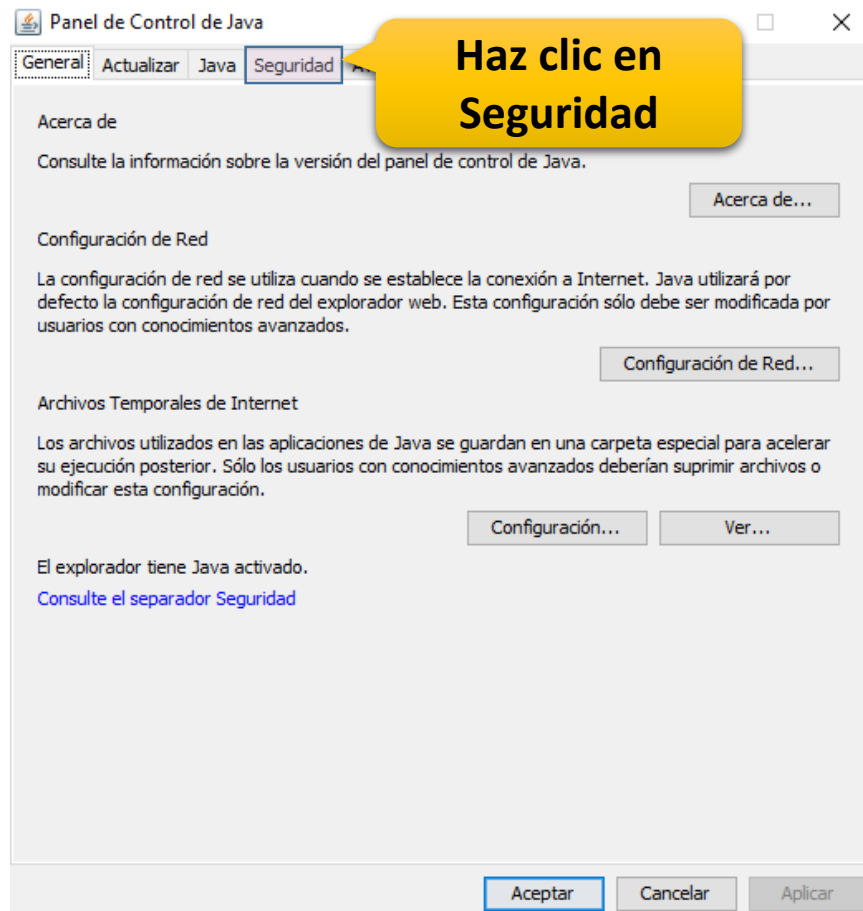 Panel de Control de Java
General Actualizar Java Seguridad
Haz clic en
Seguridad
Acerca de
Consulte la información sobre la versión del panel de control de Java.
Acerca de...
Configuración de Red
La configuración de red se utiliza cuando se establece la conexión a Internet. Java utilizará por
defecto la configuración de red del explorador web. Esta configuración sólo debe ser modificada por
usuarios con conocimientos avanzados.
Configuración de Red...
Archivos Temporales de Internet
Los archivos utilizados en las aplicaciones de Java se guardan en una carpeta especial para acelerar
su ejecución posterior. Sólo los usuarios con conocimientos avanzados deberían suprimir archivos o
modificar esta configuración.
Configuración... Ver...
El explorador tiene Java activado.
Consulte el separador Seguridad
Aceptar Cancelar Aplicar